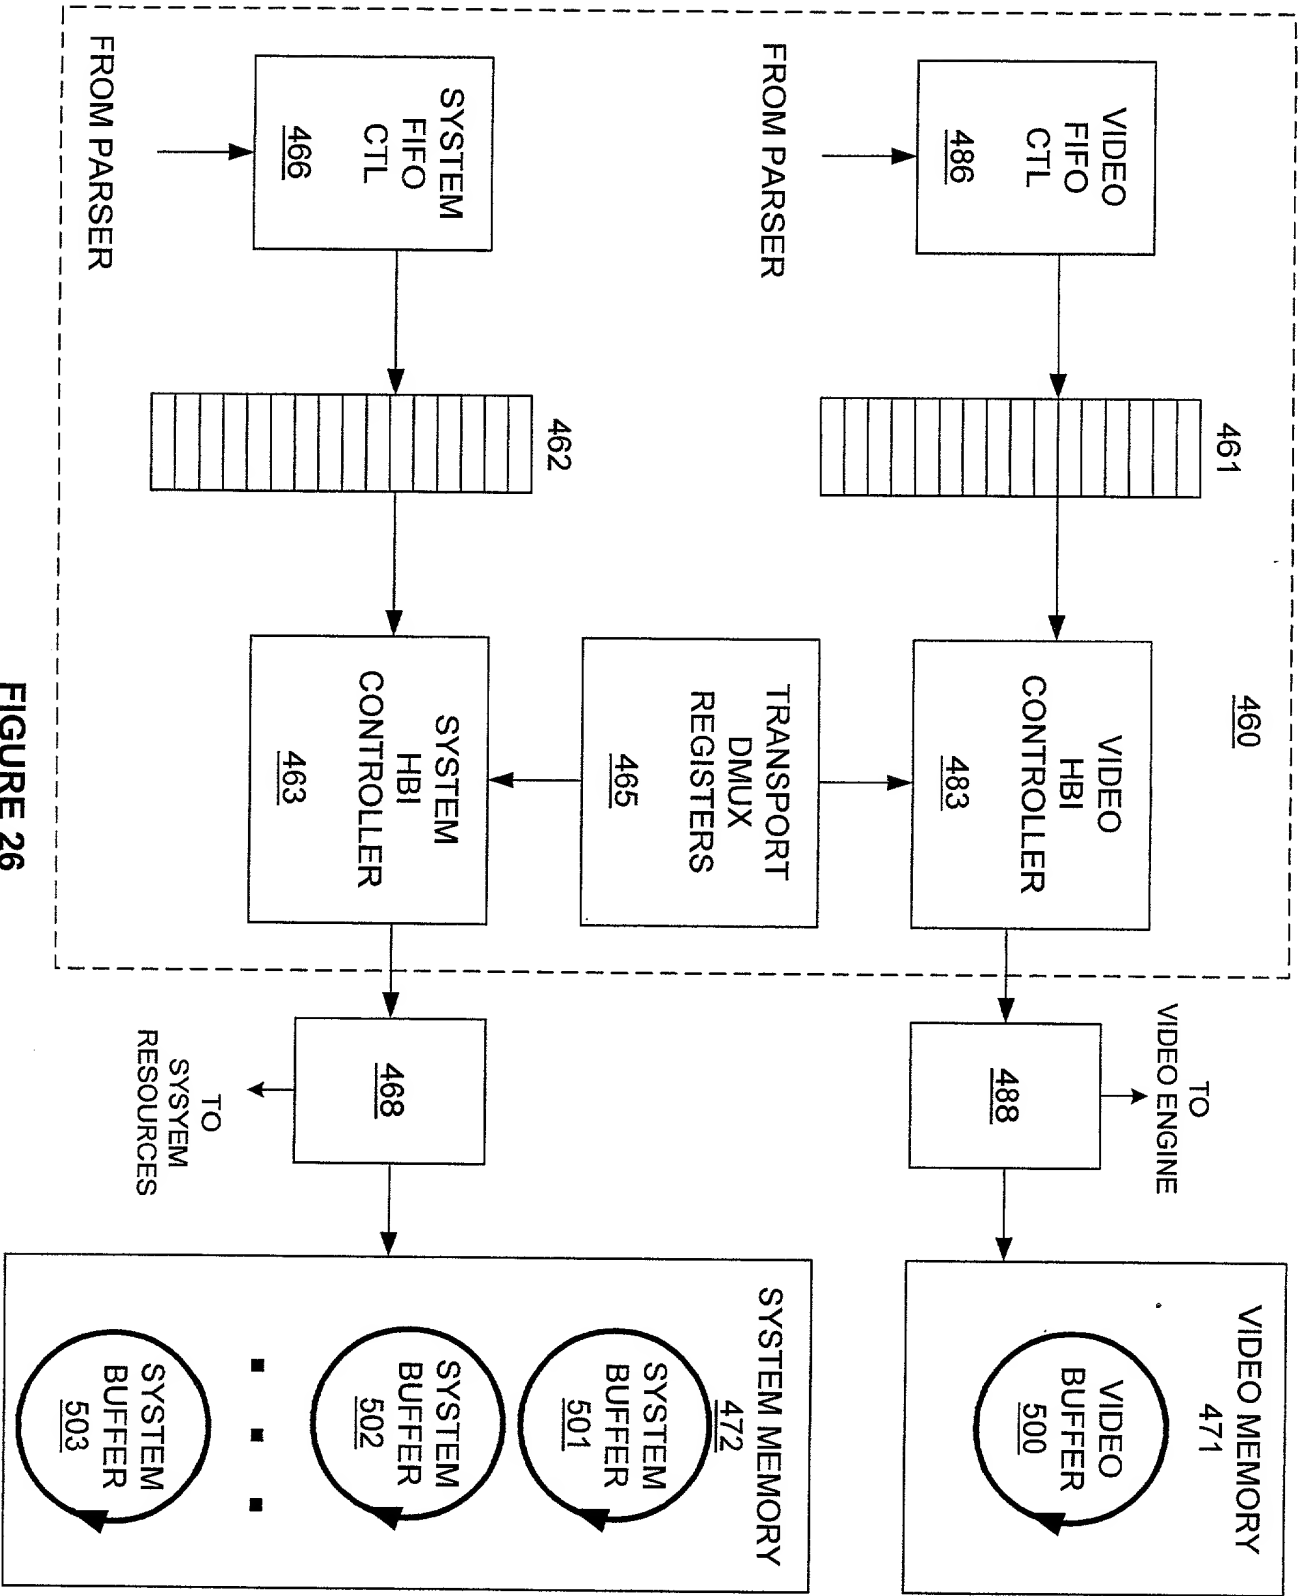 460
VIDEO
FIFO
CTL
486
FROM PARSER
461
VIDEO
HBI
CONTROLLER
483
TO
VIDEO ENGINE
488
VIDEO MEMORY
471
VIDEO
BUFFER
500
TRANSPORT
DMUX
REGISTERS
465
SYSTEM
FIFO
CTL
466
FROM PARSER
462
SYSTEM
HBI
CONTROLLER
463
468
TO
SYSYEM
RESOURCES
SYSTEM MEMORY
472
SYSTEM
BUFFER
501
SYSTEM
BUFFER
502
SYSTEM
BUFFER
503
FIGURE 26